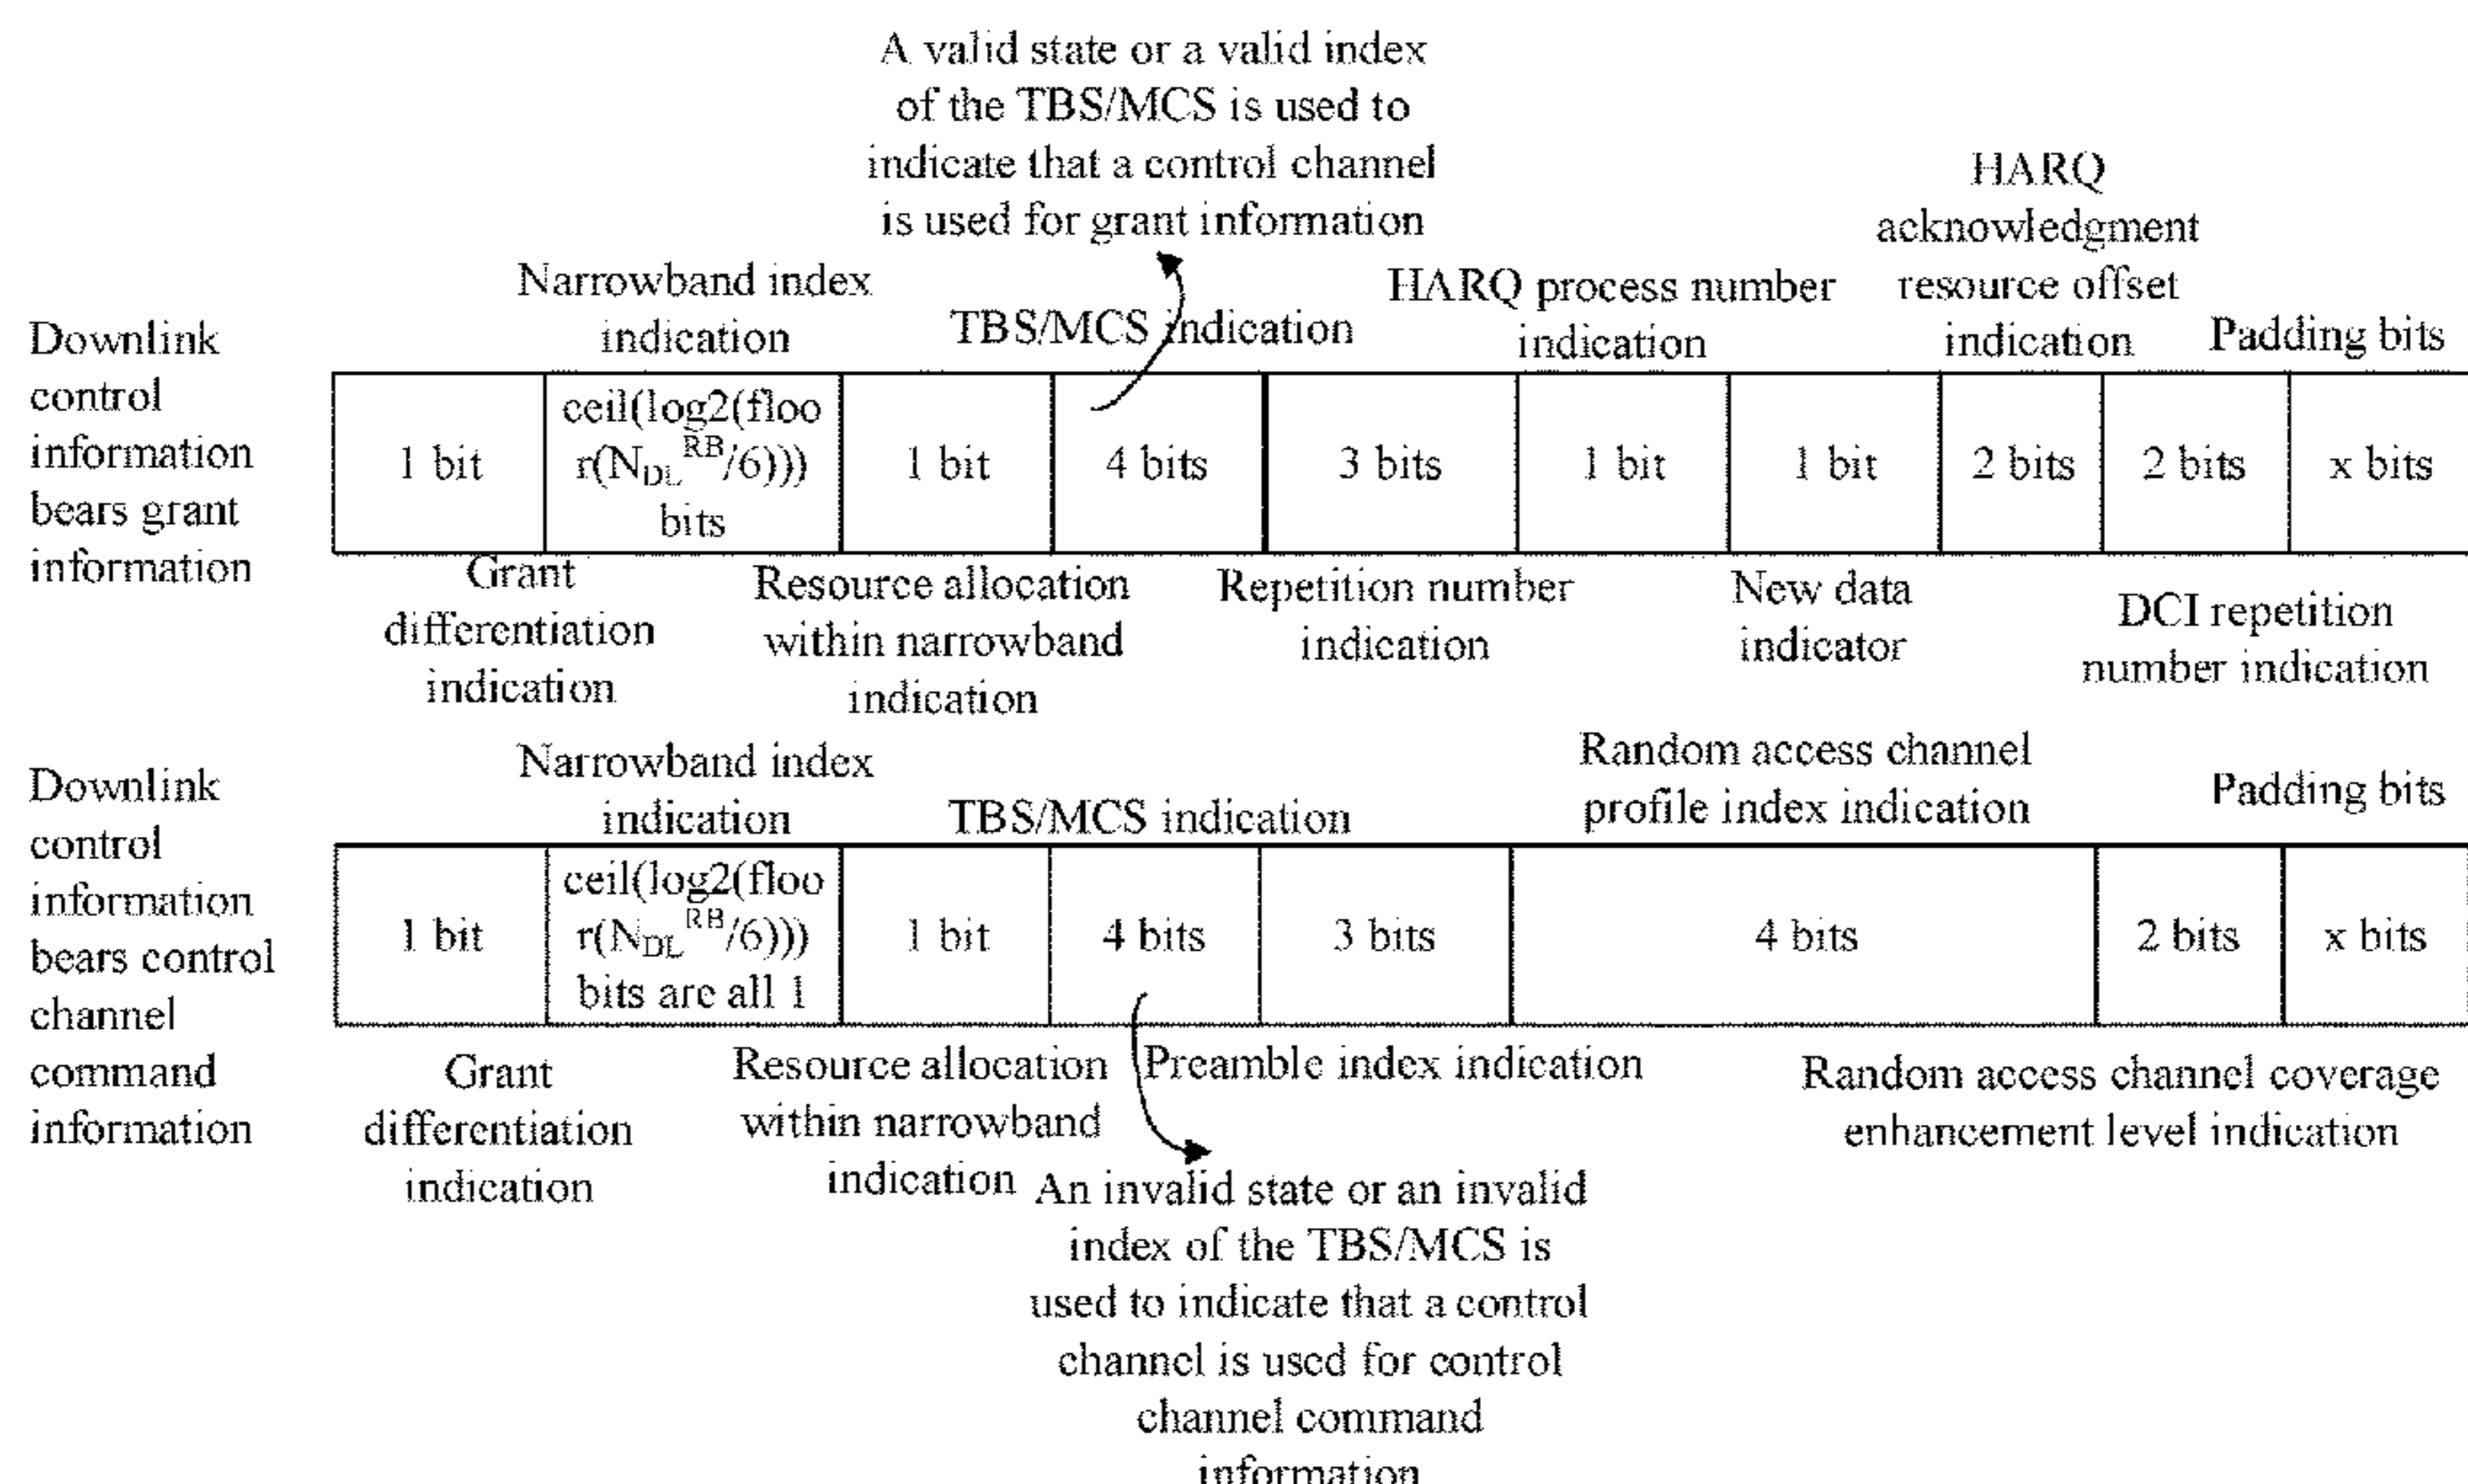 A valid state or a valid index
of the TBS/MCS is used to
indicate that a control channel
is used for grant information
HARQ
acknowledgment
resource offset
indication
Narrowband index
indication
TBS/MCS indication
HARQ process number
indication
Padding bits
Downlink
control
information
bears grant
information
1 bit
ceil(log2(floo
r(N_DL^RB/6)))
bits
1 bit
4 bits
3 bits
1 bit
1 bit
2 bits
2 bits
x bits
Grant
differentiation
indication
Resource allocation
within narrowband
indication
Repetition number
indication
New data
indicator
DCI repetition
number indication
Narrowband index
indication
TBS/MCS indication
Random access channel
profile index indication
Padding bits
Downlink
control
information
bears control
channel
command
information
1 bit
ceil(log2(floo
r(N_DL^RB/6)))
bits are all 1
1 bit
4 bits
3 bits
4 bits
2 bits
x bits
Grant
differentiation
indication
Resource allocation
within narrowband
indication
Preamble index indication
Random access channel coverage
enhancement level indication
An invalid state or an invalid
index of the TBS/MCS is
used to indicate that a control
channel is used for control
channel command
information